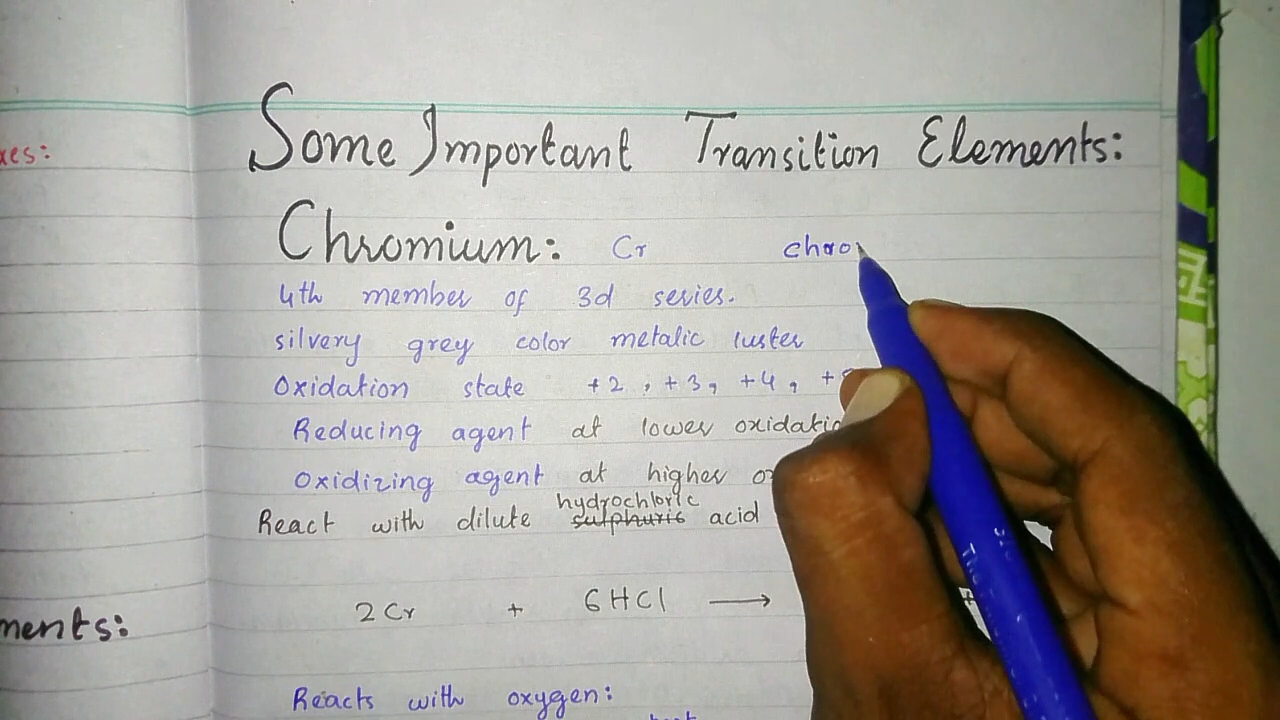 Some Important Transition Elements:
Chromium: Cr chro
4th member of 3d series.
silvery grey color metalic luster
Oxidation state +2, +3, +4, +
Reducing agent at lower oxidatio
Oxidizing agent at higher
hydrochloric
React with dilute sulphuric acid
2Cr + 6HCl ⟶ +
ments:
Reacts with oxygen: